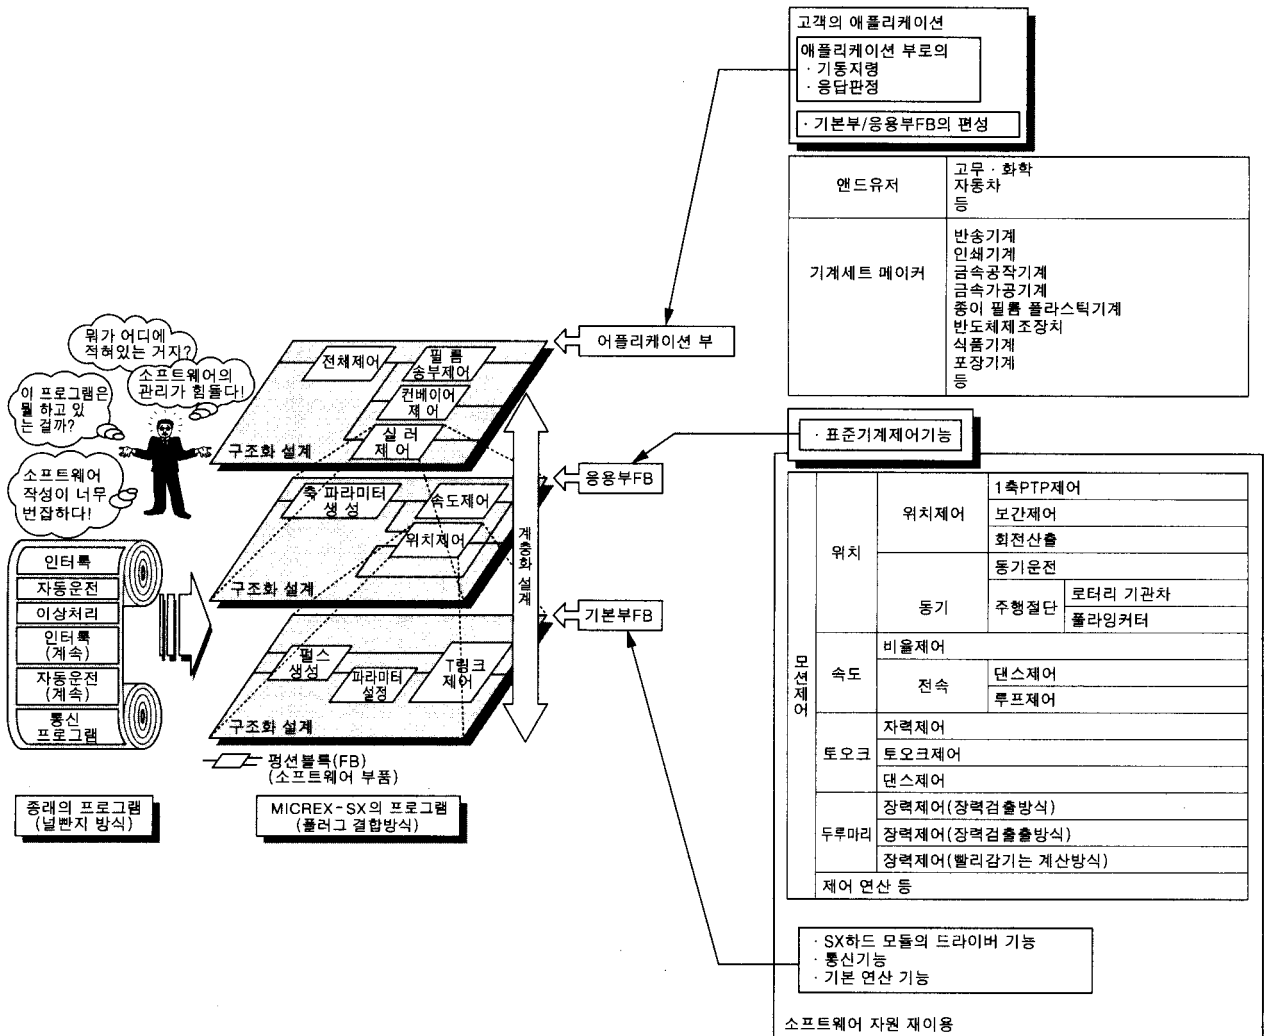 고객의 애플리케이션
애플리케이션 부로의
· 기동지령
· 응답판정
· 기본부/응용부FB의 편성
앤드유저
고무 · 화학
자동차
등
기계세트 메이커
반송기계
인쇄기계
금속공작기계
금속가공기계
종이 필름 플라스틱기계
반도체제조장치
식품기계
포장기계
등
뭐가 어디에
적혀있는 거지?
소프트웨어의
관리가 힘들다!
이 프로그램은
뭘 하고 있
는 걸까?
소프트웨어
작성이 너무
번잡하다!
인터록
자동운전
이상처리
인터록
(계속)
자동운전
(계속)
통신
프로그램
종래의 프로그램
(널빤지 방식)
전체제어
필 름
송부제어
컨베이어
제 어
실 러
제 어
구조화 설계
축 파라미터
생 성
속도제어
위치제어
구조화 설계
펄스
생성
파라미터
설정
T링크
제어
구조화 설계
계층화 설계
펑션블록(FB)
(소프트웨어 부품)
MICREX-SX의 프로그램
(플러그 결합방식)
어플리케이션 부
응용부FB
기본부FB
· 표준기계제어기능
모션제어
위치
위치제어
1축PTP제어
보간제어
회전산출
동기
동기운전
주행절단
로터리 기관차
플라잉커터
속도
비율제어
전속
댄스제어
루프제어
토오크
자력제어
토오크제어
댄스제어
두루마리
장력제어(장력검출방식)
장력제어(장력검출출방식)
장력제어(빨리감기는 계산방식)
제어 연산 등
· SX하드 모듈의 드라이버 기능
· 통신기능
· 기본 연산 기능
소프트웨어 자원 재이용